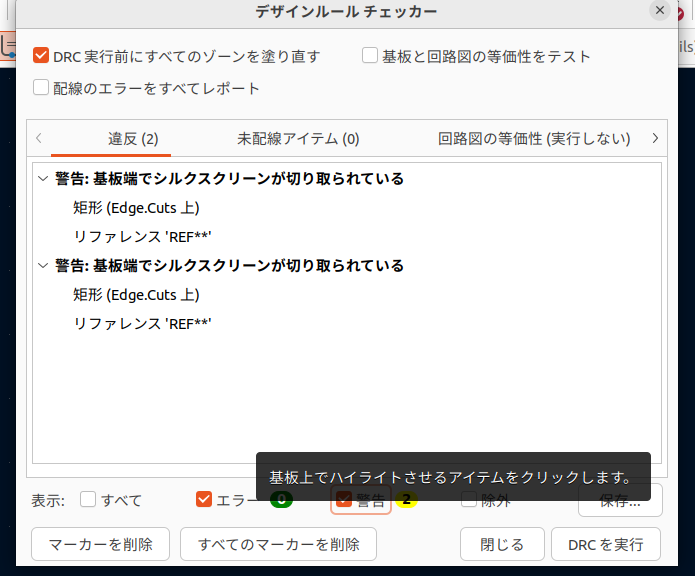 デザインルール チェッカー
DRC 実行前にすべてのゾーンを塗り直す
基板と回路図の等価性をテスト
配線のエラーをすべてレポート
違反 (2)
未配線アイテム (0)
回路図の等価性 (実行しない)
警告: 基板端でシルクスクリーンが切り取られている
矩形 (Edge.Cuts 上)
リファレンス 'REF**'
警告: 基板端でシルクスクリーンが切り取られている
矩形 (Edge.Cuts 上)
リファレンス 'REF**'
基板上でハイライトさせるアイテムをクリックします。
表示:
すべて
エラー
0
警告
2
除外
保存...
マーカーを削除
すべてのマーカーを削除
閉じる
DRC を実行